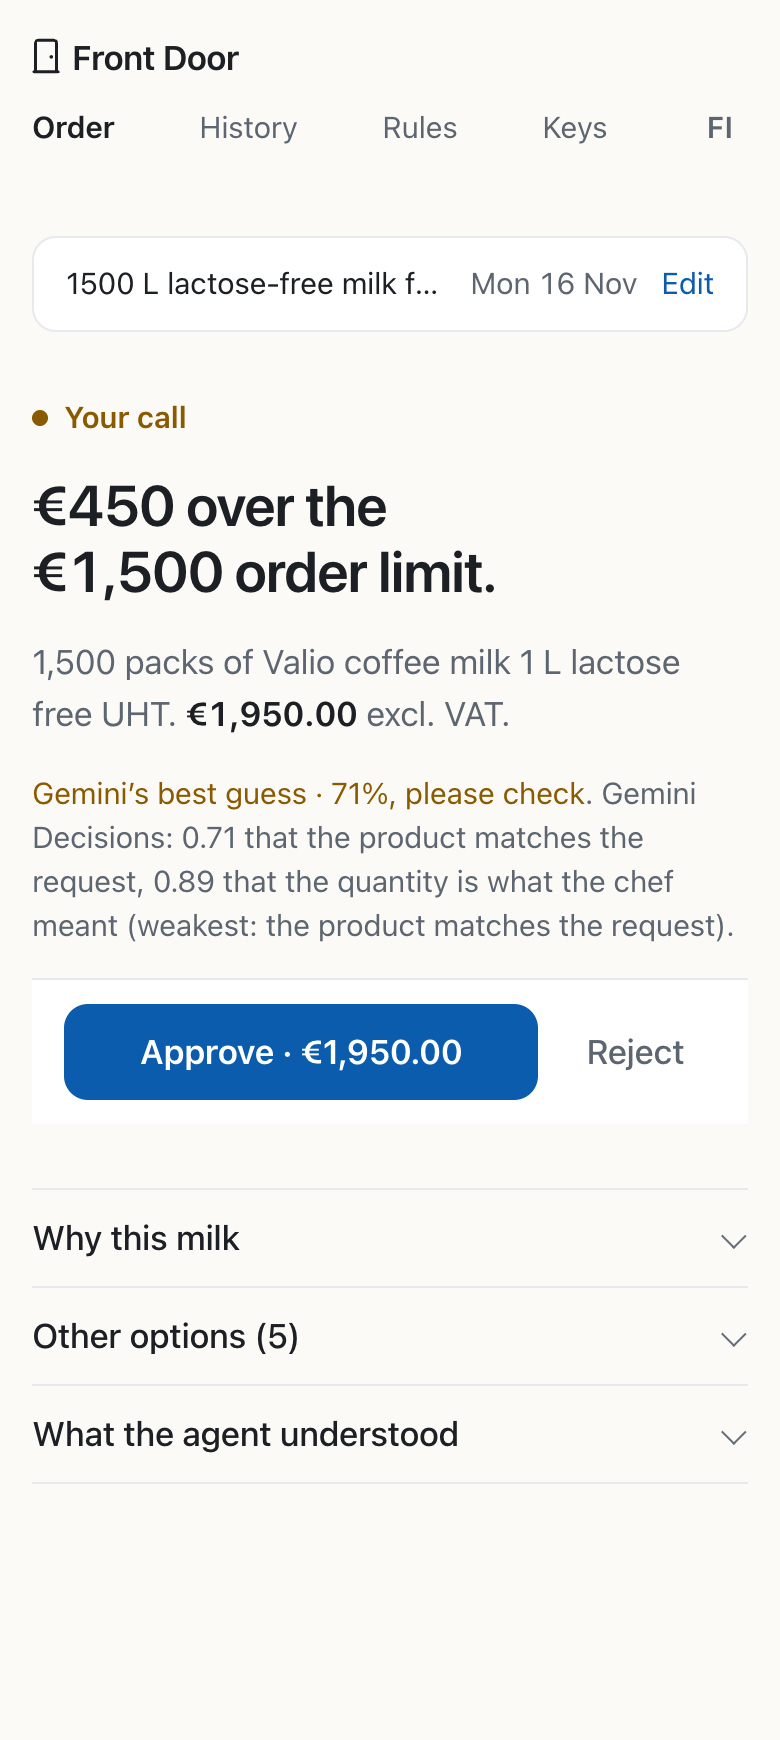 Front Door
Order History Rules Keys FI
1500 L lactose-free milk f... Mon 16 Nov Edit
Your call
€450 over the
€1,500 order limit.
1,500 packs of Valio coffee milk 1 L lactose
free UHT. €1,950.00 excl. VAT.
Gemini’s best guess · 71%, please check. Gemini
Decisions: 0.71 that the product matches the
request, 0.89 that the quantity is what the chef
meant (weakest: the product matches the request).
Approve · €1,950.00 Reject
Why this milk
Other options (5)
What the agent understood